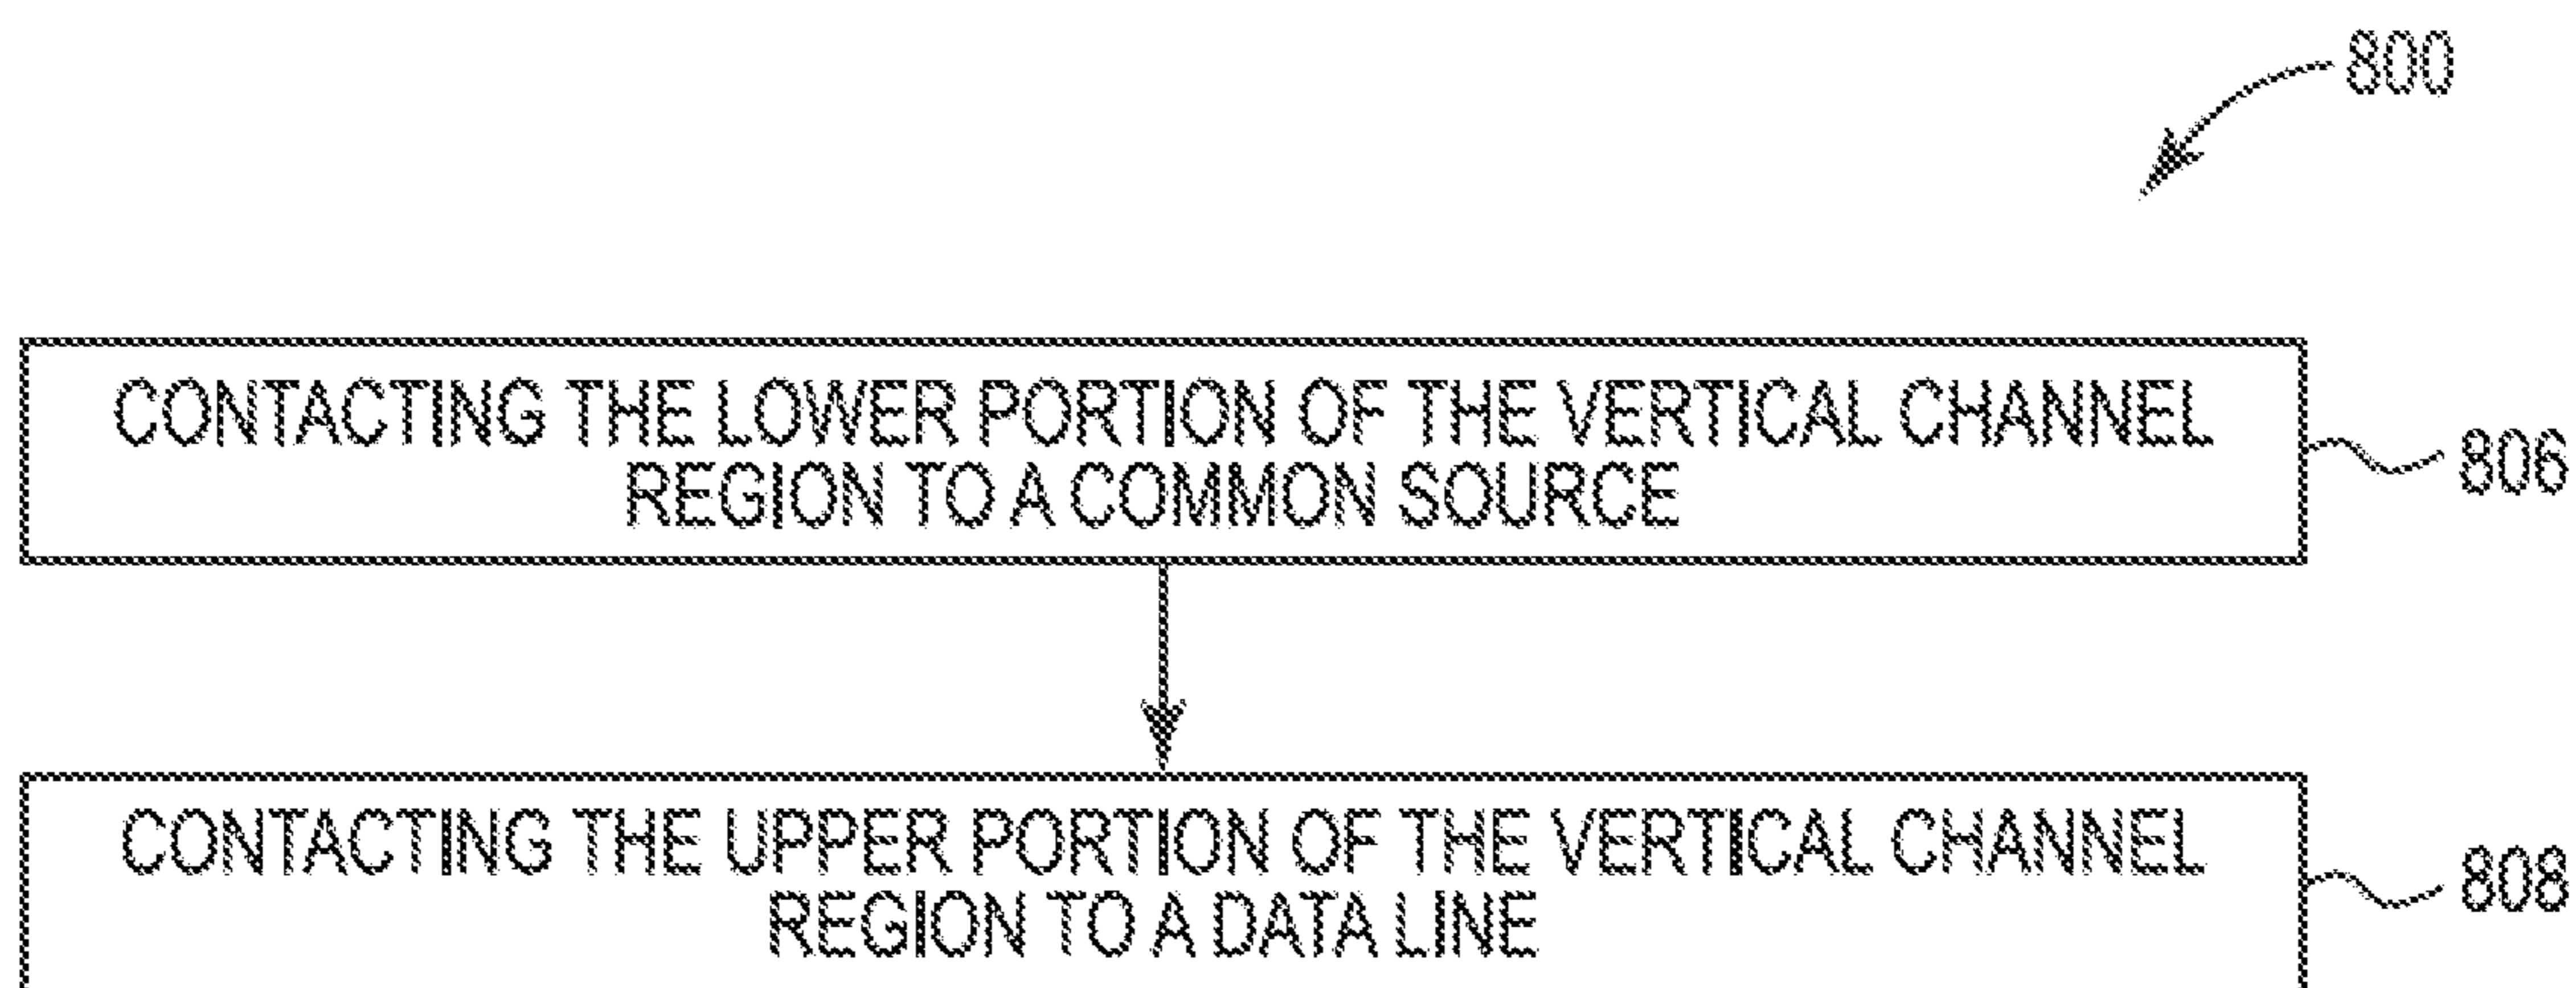 800
CONTACTING THE LOWER PORTION OF THE VERTICAL CHANNEL
REGION TO A COMMON SOURCE
806
CONTACTING THE UPPER PORTION OF THE VERTICAL CHANNEL
REGION TO A DATA LINE
808